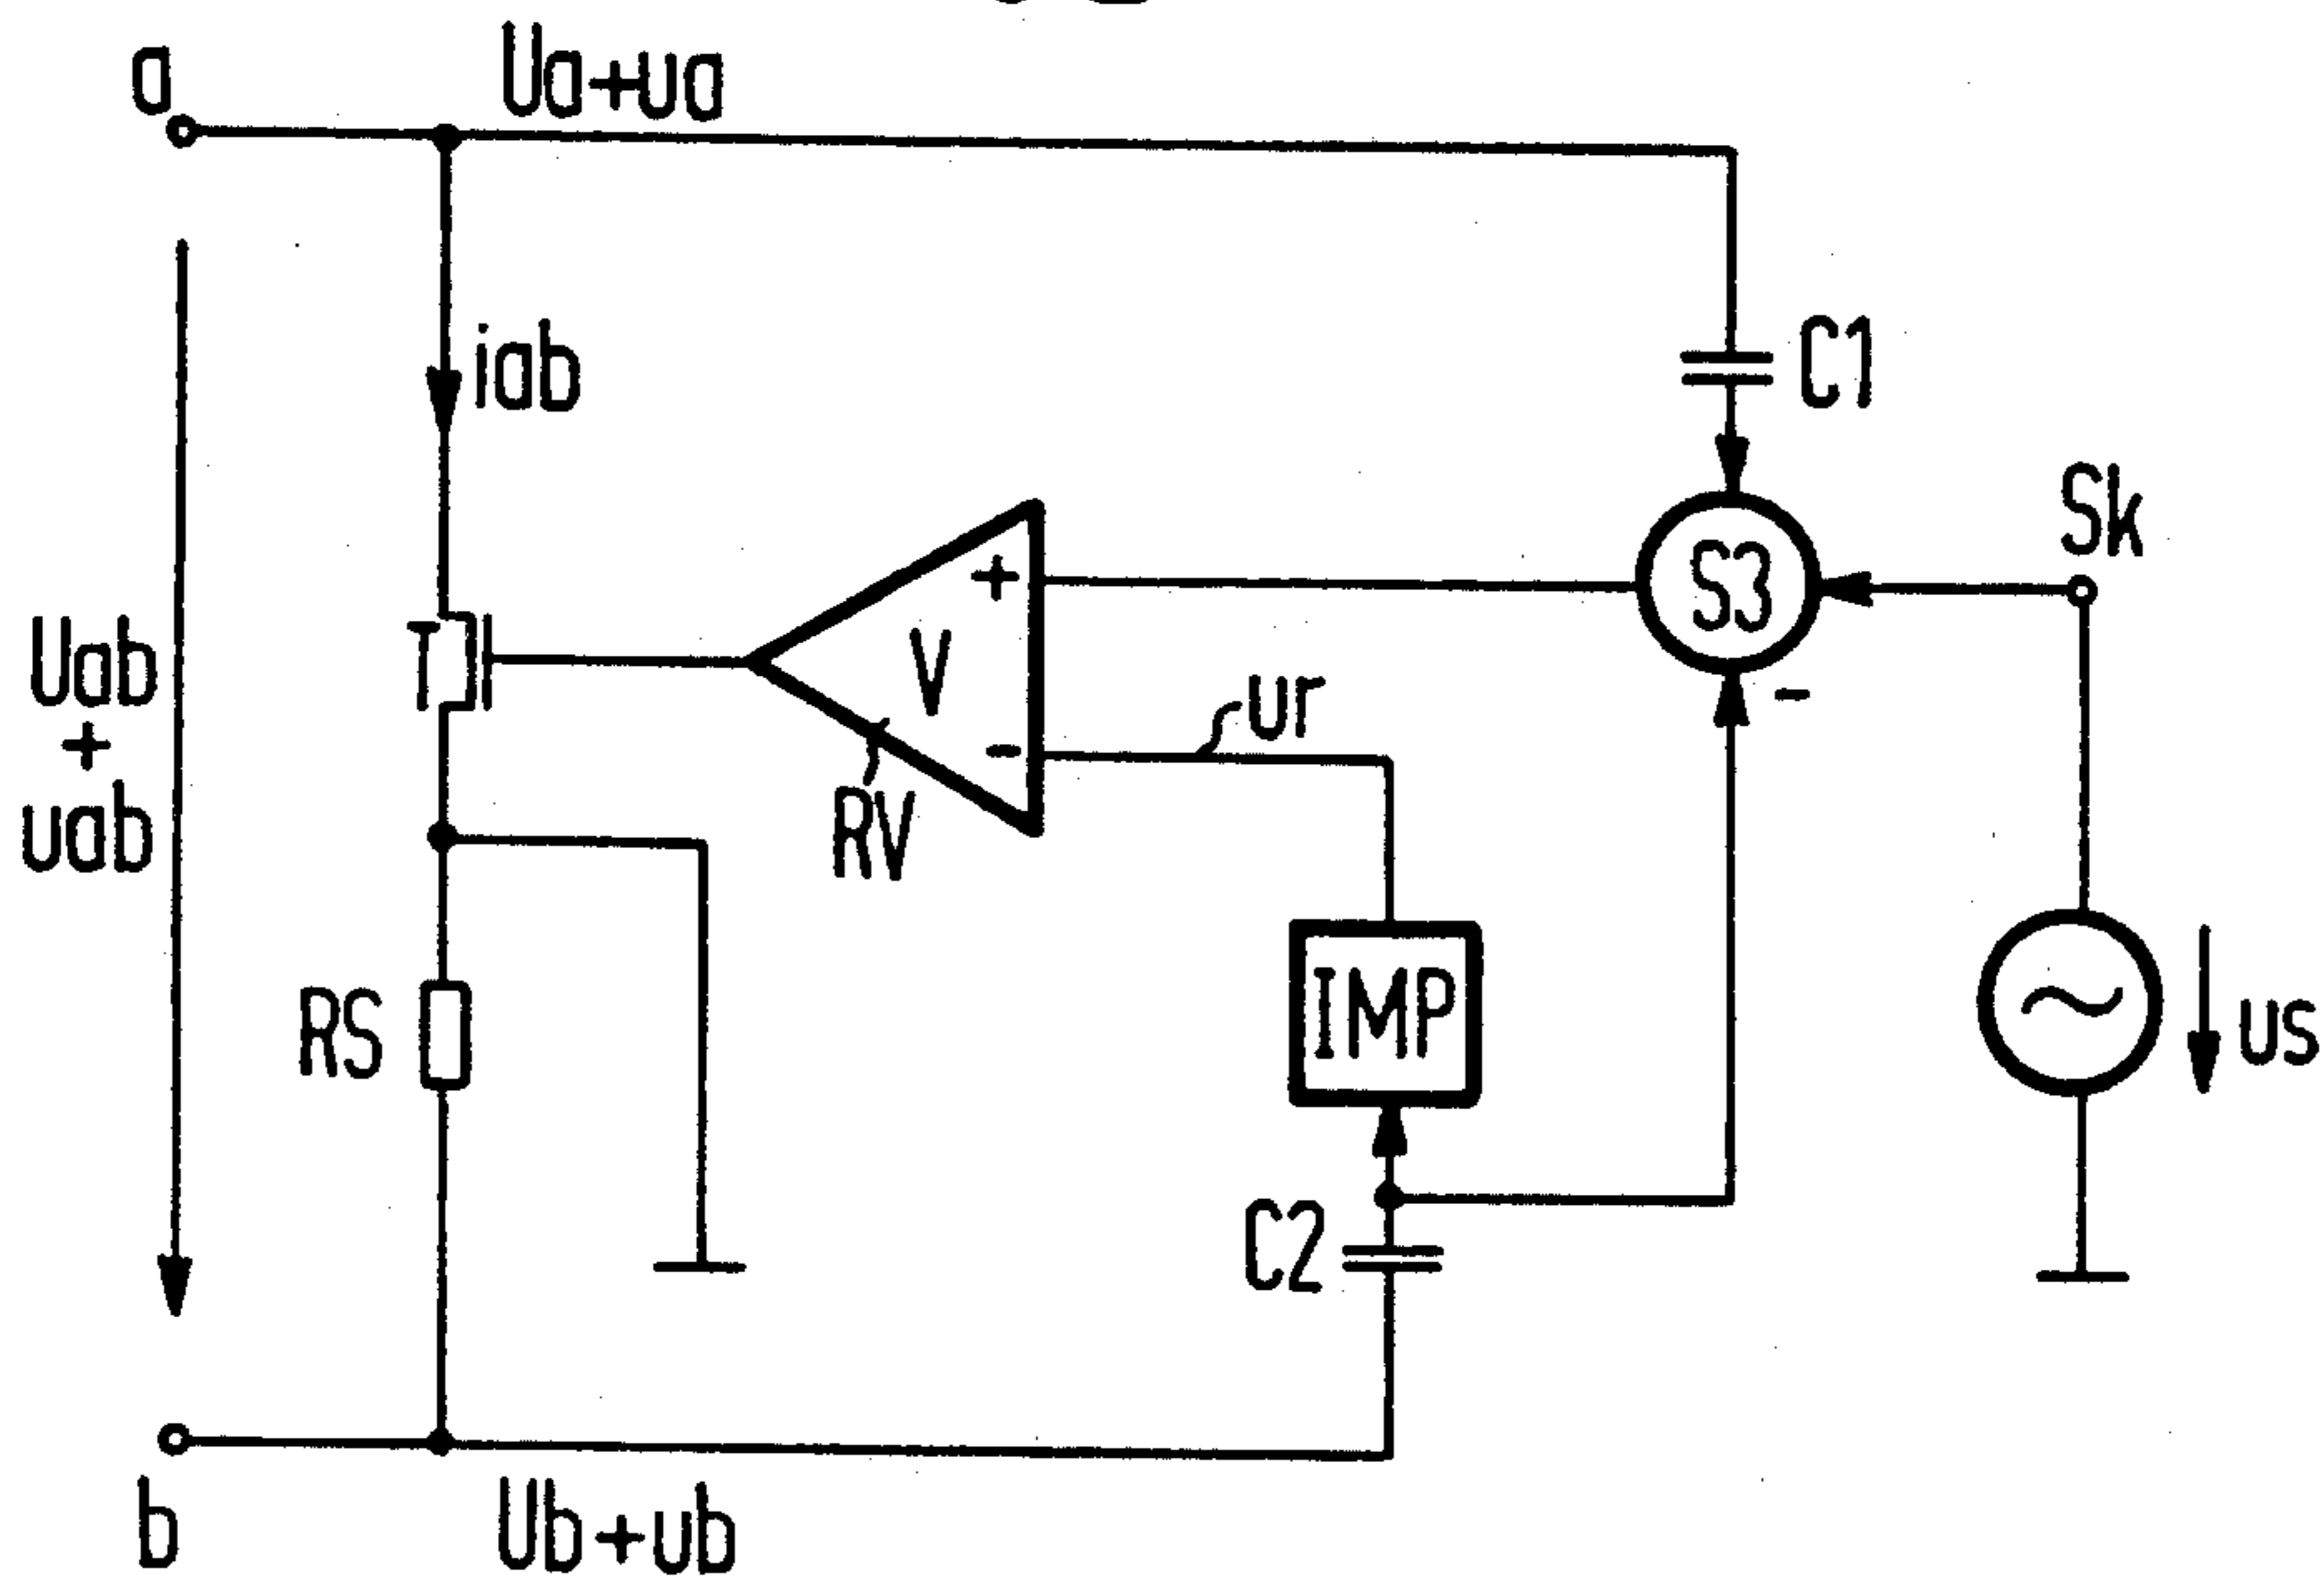 a
Ua+ua
iab
C1
Sk
S3
-
+
V
-
ur
T
Uab
+
uab
RV
RS
IMP
us
C2
b
Ub+ub